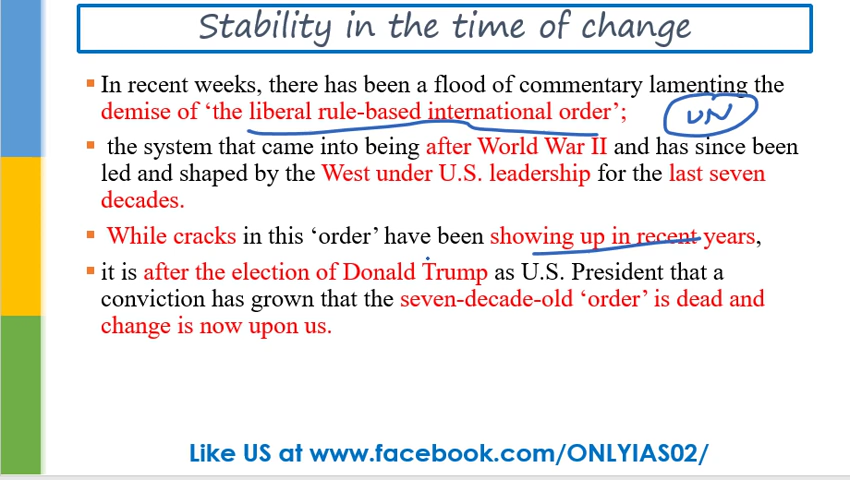 Stability in the time of change
In recent weeks, there has been a flood of commentary lamenting the
demise of ‘the liberal rule-based international order’;
UN
the system that came into being after World War II and has since been
led and shaped by the West under U.S. leadership for the last seven
decades.
While cracks in this ‘order’ have been showing up in recent years,
it is after the election of Donald Trump as U.S. President that a
conviction has grown that the seven-decade-old ‘order’ is dead and
change is now upon us.
Like US at www.facebook.com/ONLYIAS02/